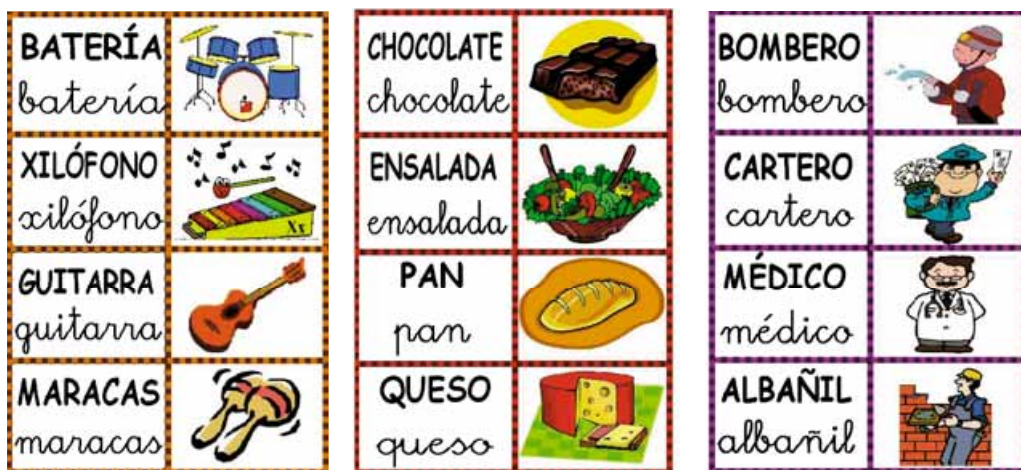 BATERÍA
batería
XILÓFONO
xilófono
Xx
GUITARRA
guitarra
MARACAS
maracas
CHOCOLATE
chocolate
ENSALADA
ensalada
PAN
pan
QUESO
queso
BOMBERO
bombero
CARTERO
cartero
MÉDICO
médico
ALBAÑIL
albañil